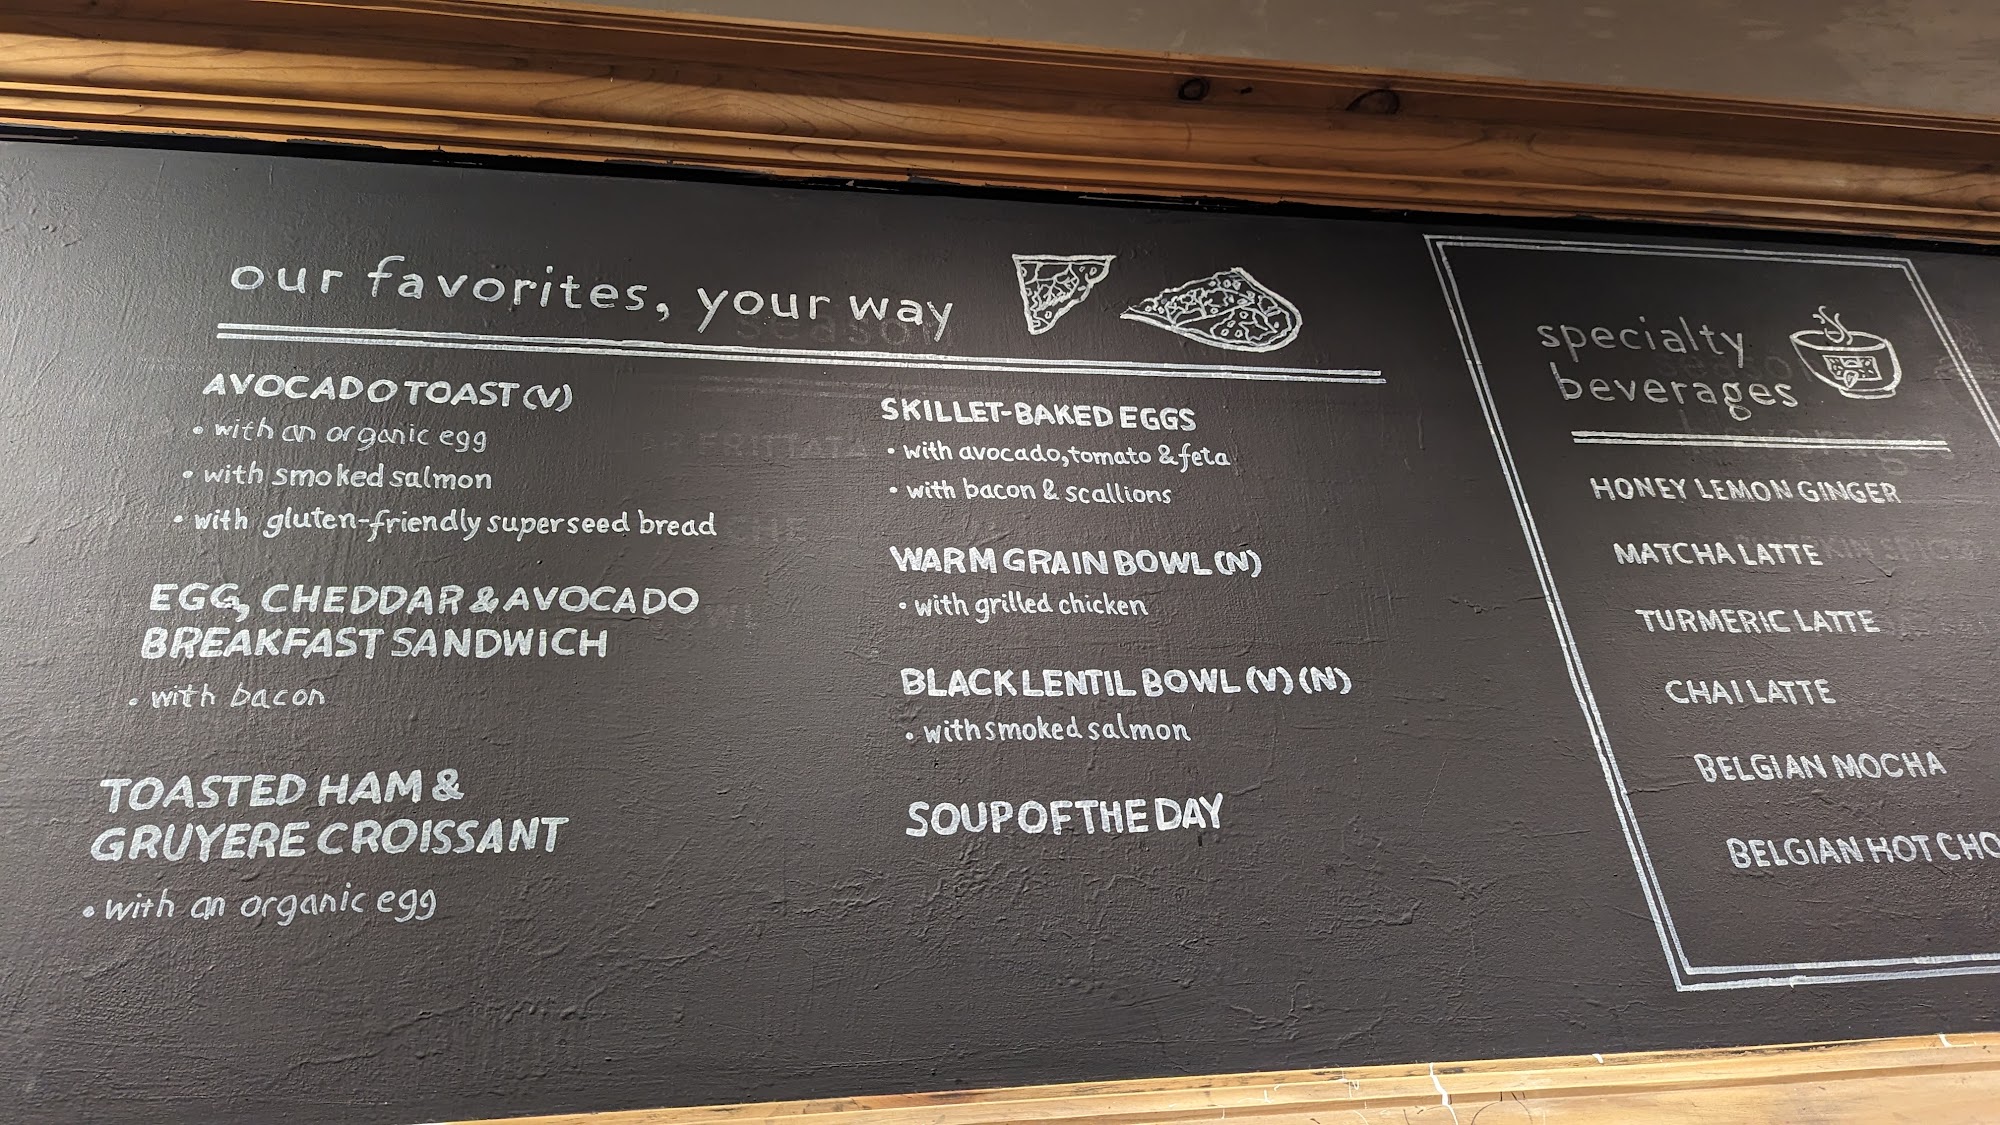 our favorites, your way
AVOCADO TOAST (V)
• with an organic egg
• with smoked salmon
• with gluten-friendly superseed bread
EGG, CHEDDAR & AVOCADO
BREAKFAST SANDWICH
• with bacon
TOASTED HAM &
GRUYERE CROISSANT
• with an organic egg
SKILLET-BAKED EGGS
• with avocado, tomato & feta
• with bacon & scallions
WARM GRAIN BOWL (N)
• with grilled chicken
BLACK LENTIL BOWL (V) (N)
• with smoked salmon
SOUP OF THE DAY
specialty
beverages
HONEY LEMON GINGER
MATCHA LATTE
TURMERIC LATTE
CHAI LATTE
BELGIAN MOCHA
BELGIAN HOT CHO